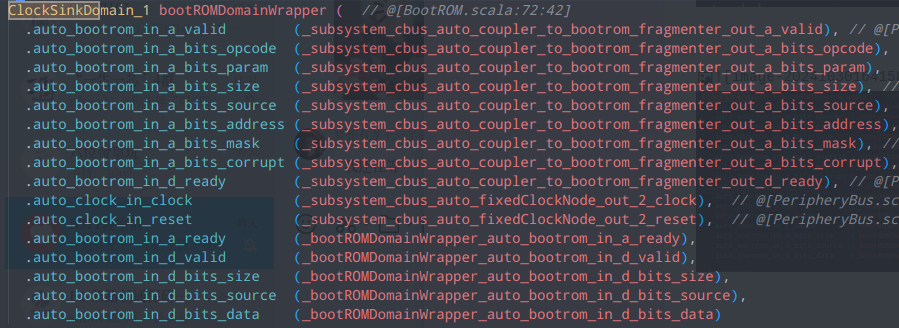 ClockSinkDomain_1 bootROMDomainWrapper (  // @[BootROM.scala:72:42]
.auto_bootrom_in_a_valid (_subsystem_cbus_auto_coupler_to_bootrom_fragmenter_out_a_valid), // @[P
.auto_bootrom_in_a_bits_opcode (_subsystem_cbus_auto_coupler_to_bootrom_fragmenter_out_a_bits_opcode),
.auto_bootrom_in_a_bits_param (_subsystem_cbus_auto_coupler_to_bootrom_fragmenter_out_a_bits_param),
.auto_bootrom_in_a_bits_size (_subsystem_cbus_auto_coupler_to_bootrom_fragmenter_out_a_bits_size), //
.auto_bootrom_in_a_bits_source (_subsystem_cbus_auto_coupler_to_bootrom_fragmenter_out_a_bits_source),
.auto_bootrom_in_a_bits_address (_subsystem_cbus_auto_coupler_to_bootrom_fragmenter_out_a_bits_address),
.auto_bootrom_in_a_bits_mask (_subsystem_cbus_auto_coupler_to_bootrom_fragmenter_out_a_bits_mask), //
.auto_bootrom_in_a_bits_corrupt (_subsystem_cbus_auto_coupler_to_bootrom_fragmenter_out_a_bits_corrupt),
.auto_bootrom_in_d_ready (_subsystem_cbus_auto_coupler_to_bootrom_fragmenter_out_d_ready), // @[P
.auto_clock_in_clock (_subsystem_cbus_auto_fixedClockNode_out_2_clock),  // @[PeripheryBus.sc
.auto_clock_in_reset (_subsystem_cbus_auto_fixedClockNode_out_2_reset),  // @[PeripheryBus.sc
.auto_bootrom_in_a_ready (_bootROMDomainWrapper_auto_bootrom_in_a_ready),
.auto_bootrom_in_d_valid (_bootROMDomainWrapper_auto_bootrom_in_d_valid),
.auto_bootrom_in_d_bits_size (_bootROMDomainWrapper_auto_bootrom_in_d_bits_size),
.auto_bootrom_in_d_bits_source (_bootROMDomainWrapper_auto_bootrom_in_d_bits_source),
.auto_bootrom_in_d_bits_data (_bootROMDomainWrapper_auto_bootrom_in_d_bits_data)